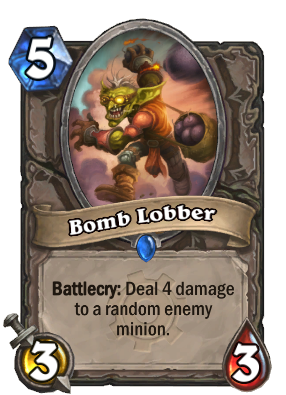 5
Bomb Lobber
Battlecry: Deal 4 damage
to a random enemy
minion.
3
3